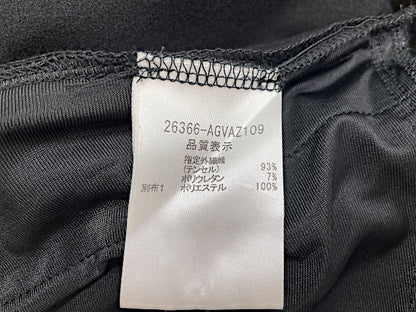 26366-AGVAZ109
品質表示
指定外繊維
(テンセル) 93%
ポリウレタン 7%
別布1 ポリエステル 100%